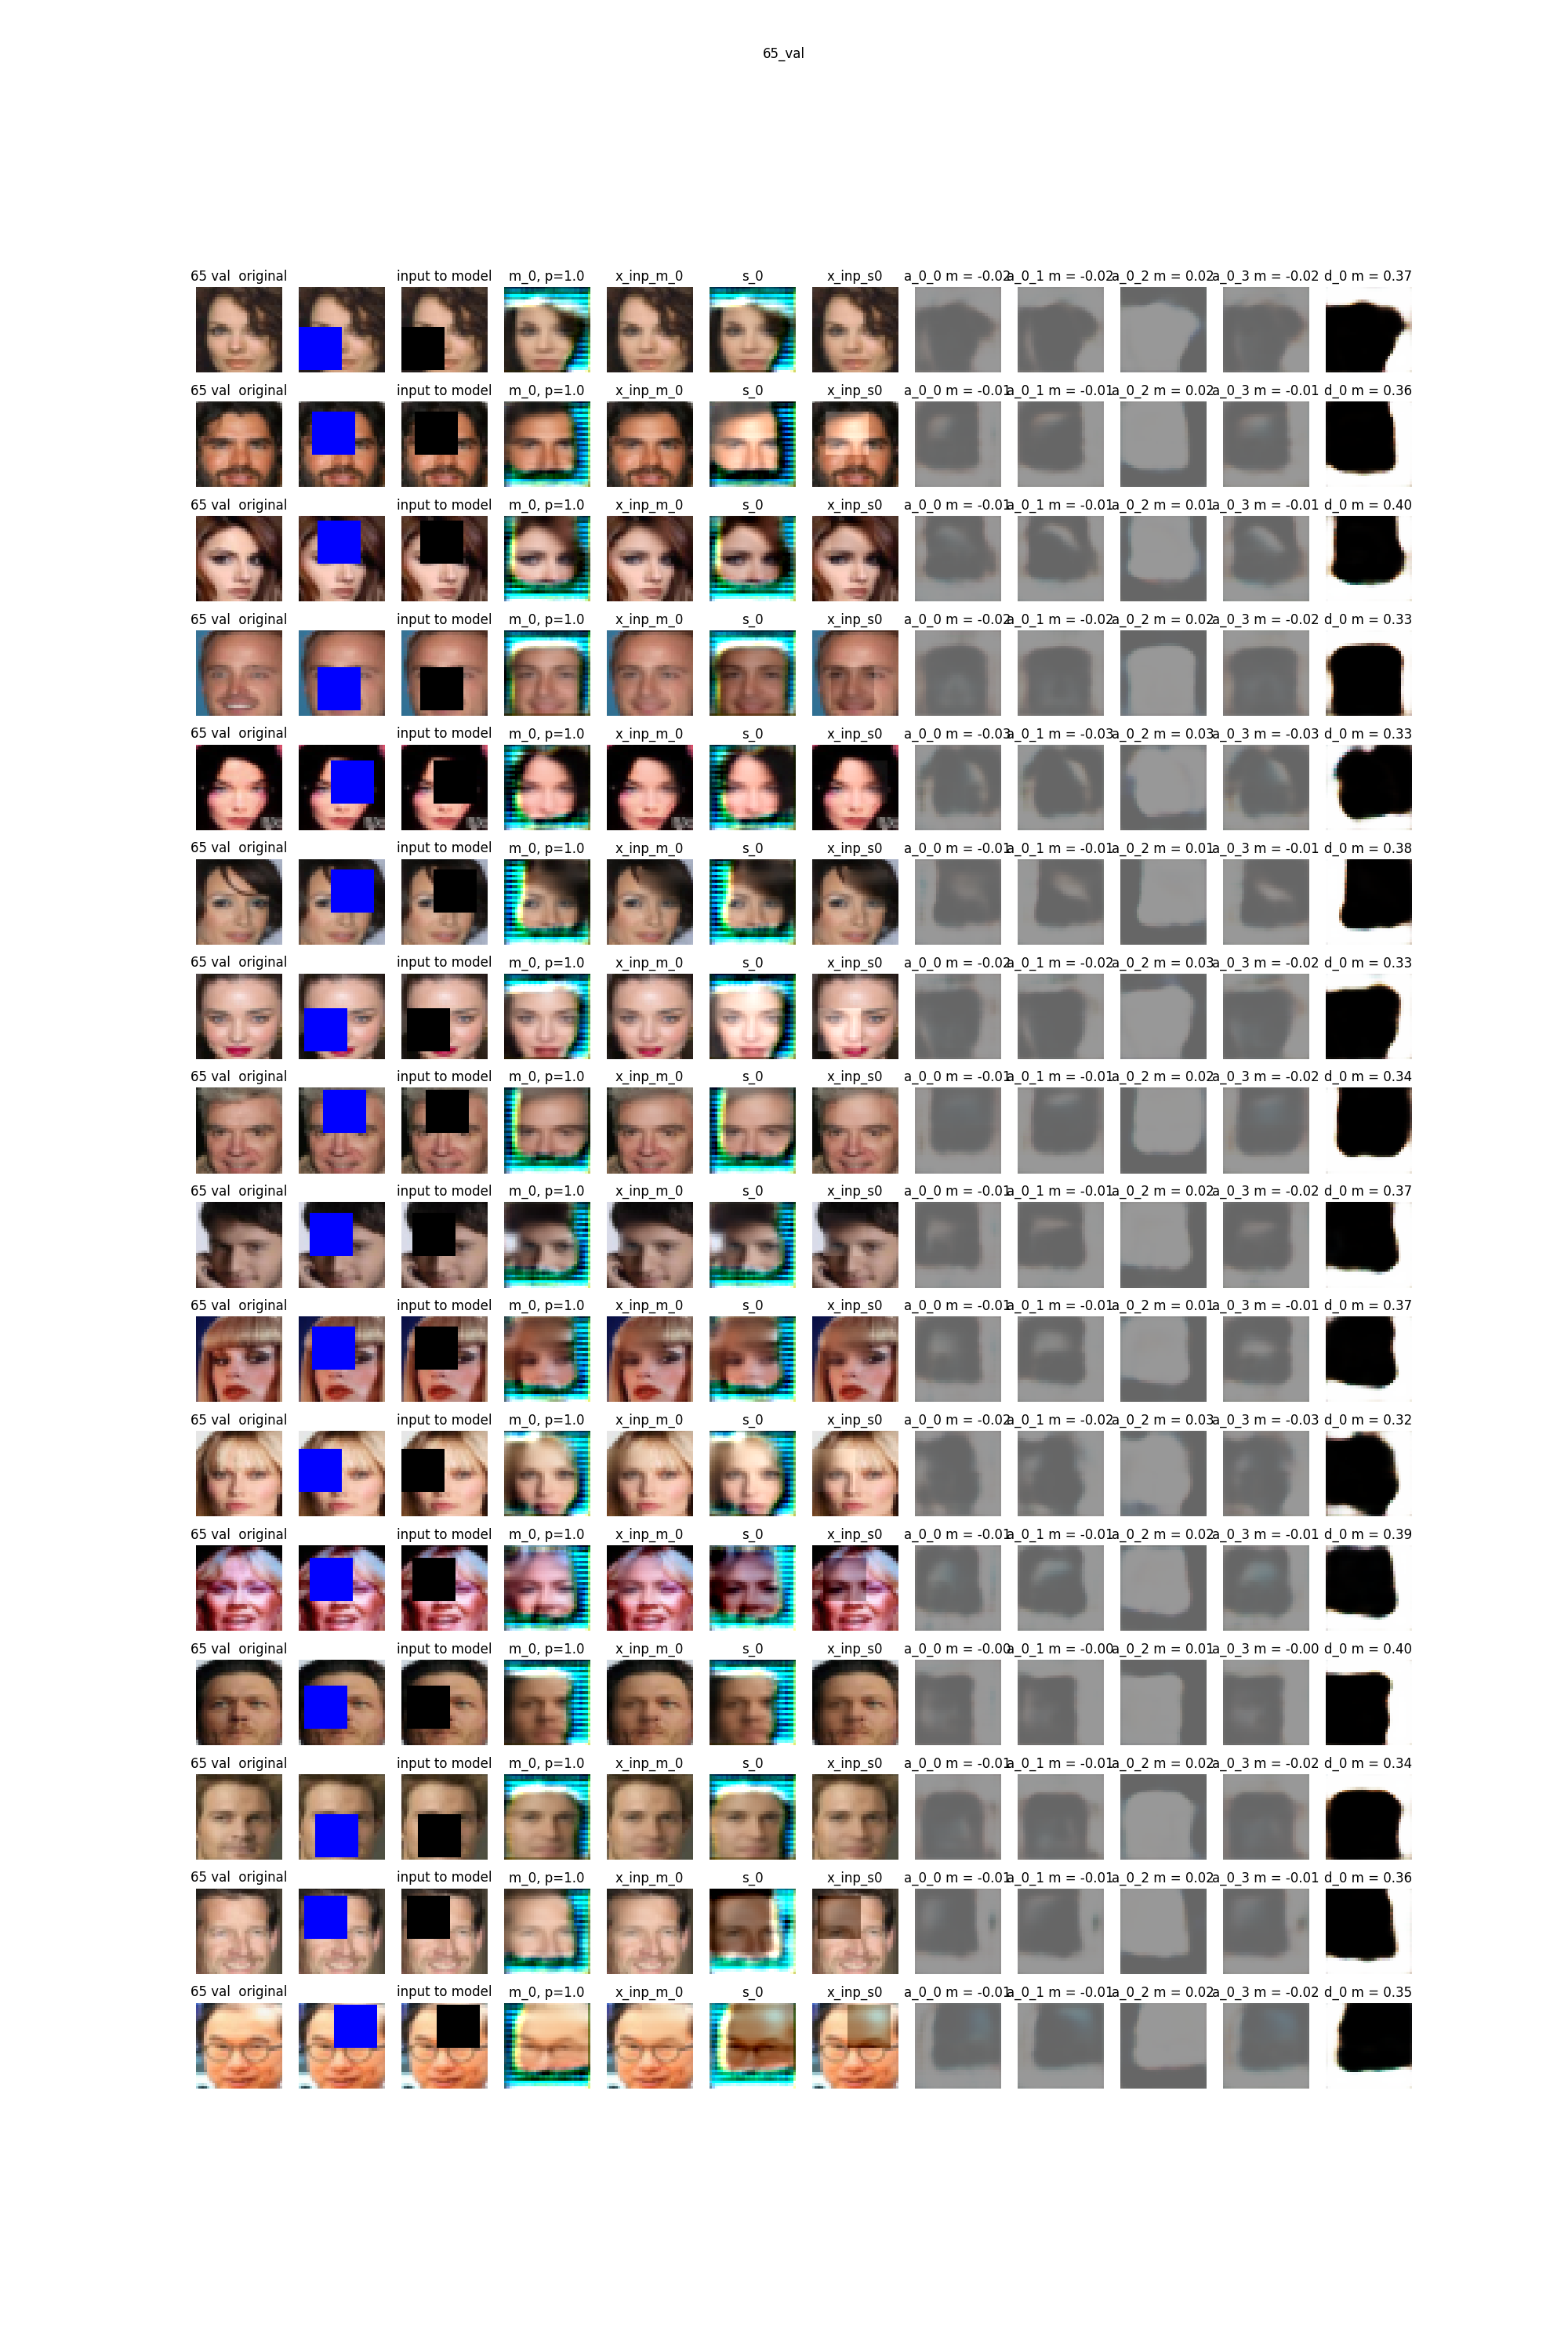 65_val
65 val original input to model m_0, p=1.0 x_inp_m_0 s_0 x_inp_s0 a_0_0 m = -0.02 a_0_1 m = -0.02 a_0_2 m = 0.02 a_0_3 m = -0.02 d_0 m = 0.37
65 val original input to model m_0, p=1.0 x_inp_m_0 s_0 x_inp_s0 a_0_0 m = -0.01 a_0_1 m = -0.01 a_0_2 m = 0.02 a_0_3 m = -0.01 d_0 m = 0.36
65 val original input to model m_0, p=1.0 x_inp_m_0 s_0 x_inp_s0 a_0_0 m = -0.01 a_0_1 m = -0.01 a_0_2 m = 0.01 a_0_3 m = -0.01 d_0 m = 0.40
65 val original input to model m_0, p=1.0 x_inp_m_0 s_0 x_inp_s0 a_0_0 m = -0.02 a_0_1 m = -0.02 a_0_2 m = 0.02 a_0_3 m = -0.02 d_0 m = 0.33
65 val original input to model m_0, p=1.0 x_inp_m_0 s_0 x_inp_s0 a_0_0 m = -0.03 a_0_1 m = -0.03 a_0_2 m = 0.03 a_0_3 m = -0.03 d_0 m = 0.33
65 val original input to model m_0, p=1.0 x_inp_m_0 s_0 x_inp_s0 a_0_0 m = -0.01 a_0_1 m = -0.01 a_0_2 m = 0.01 a_0_3 m = -0.01 d_0 m = 0.38
65 val original input to model m_0, p=1.0 x_inp_m_0 s_0 x_inp_s0 a_0_0 m = -0.02 a_0_1 m = -0.02 a_0_2 m = 0.03 a_0_3 m = -0.02 d_0 m = 0.33
65 val original input to model m_0, p=1.0 x_inp_m_0 s_0 x_inp_s0 a_0_0 m = -0.01 a_0_1 m = -0.01 a_0_2 m = 0.02 a_0_3 m = -0.02 d_0 m = 0.34
65 val original input to model m_0, p=1.0 x_inp_m_0 s_0 x_inp_s0 a_0_0 m = -0.01 a_0_1 m = -0.01 a_0_2 m = 0.02 a_0_3 m = -0.02 d_0 m = 0.37
65 val original input to model m_0, p=1.0 x_inp_m_0 s_0 x_inp_s0 a_0_0 m = -0.01 a_0_1 m = -0.01 a_0_2 m = 0.01 a_0_3 m = -0.01 d_0 m = 0.37
65 val original input to model m_0, p=1.0 x_inp_m_0 s_0 x_inp_s0 a_0_0 m = -0.02 a_0_1 m = -0.02 a_0_2 m = 0.03 a_0_3 m = -0.03 d_0 m = 0.32
65 val original input to model m_0, p=1.0 x_inp_m_0 s_0 x_inp_s0 a_0_0 m = -0.01 a_0_1 m = -0.01 a_0_2 m = 0.02 a_0_3 m = -0.01 d_0 m = 0.39
65 val original input to model m_0, p=1.0 x_inp_m_0 s_0 x_inp_s0 a_0_0 m = -0.00 a_0_1 m = -0.00 a_0_2 m = 0.01 a_0_3 m = -0.00 d_0 m = 0.40
65 val original input to model m_0, p=1.0 x_inp_m_0 s_0 x_inp_s0 a_0_0 m = -0.01 a_0_1 m = -0.01 a_0_2 m = 0.02 a_0_3 m = -0.02 d_0 m = 0.34
65 val original input to model m_0, p=1.0 x_inp_m_0 s_0 x_inp_s0 a_0_0 m = -0.01 a_0_1 m = -0.01 a_0_2 m = 0.02 a_0_3 m = -0.01 d_0 m = 0.36
65 val original input to model m_0, p=1.0 x_inp_m_0 s_0 x_inp_s0 a_0_0 m = -0.01 a_0_1 m = -0.01 a_0_2 m = 0.02 a_0_3 m = -0.02 d_0 m = 0.35